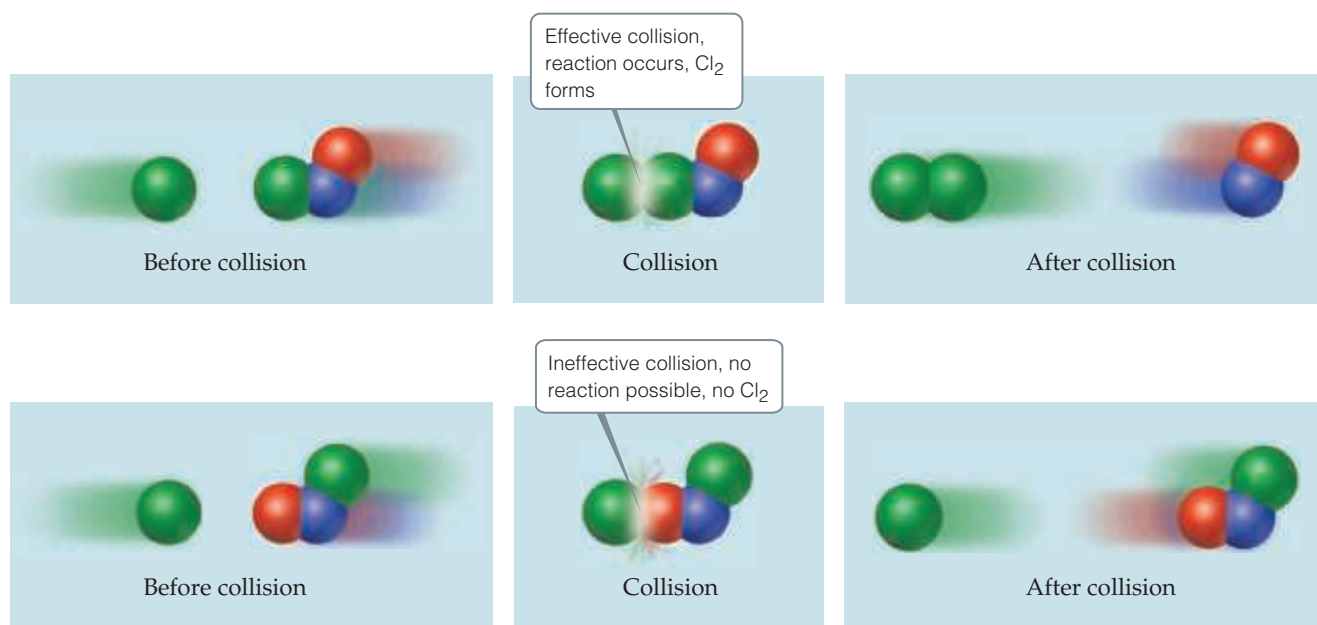 Effective collision,
reaction occurs, Cl₂
forms
Before collision
Collision
After collision
Ineffective collision, no
reaction possible, no Cl₂
Before collision
Collision
After collision